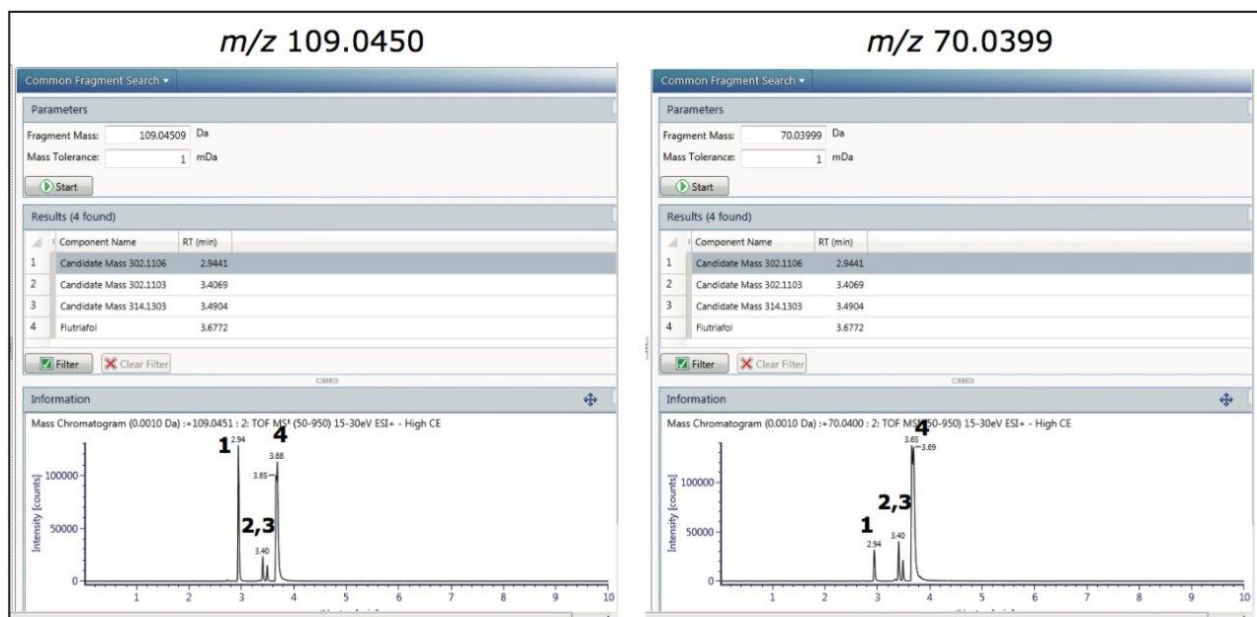 m/z 109.0450
Common Fragment Search
Parameters
Fragment Mass: 109.04509 Da
Mass Tolerance: 1 mDa
Start
Results (4 found)
Component Name RT (min)
1 Candidate Mass 302.1106 2.9441
2 Candidate Mass 302.1103 3.4069
3 Candidate Mass 314.1303 3.4904
4 Flutriafol 3.6772
Filter Clear Filter
Information
Mass Chromatogram (0.0010 Da) :+109.0451 : 2: TOF (50-950) 15-30eV ESI+ - High CE
1 2.94
4
3.68
3.65
2,3
3.40
Intensity [counts]
100000
50000
0
1 2 3 4 5 6 7 8 9 10
m/z 70.0399
Common Fragment Search
Parameters
Fragment Mass: 70.03999 Da
Mass Tolerance: 1 mDa
Start
Results (4 found)
Component Name RT (min)
1 Candidate Mass 302.1106 2.9441
2 Candidate Mass 302.1103 3.4069
3 Candidate Mass 314.1303 3.4904
4 Flutriafol 3.6772
Filter Clear Filter
Information
Mass Chromatogram (0.0010 Da) :+70.0400 : 2: TOF (50-950) 15-30eV ESI+ - High CE
4
3.65
3.69
2,3
1
2.94
3.40
Intensity [counts]
100000
50000
0
1 2 3 4 5 6 7 8 9 10